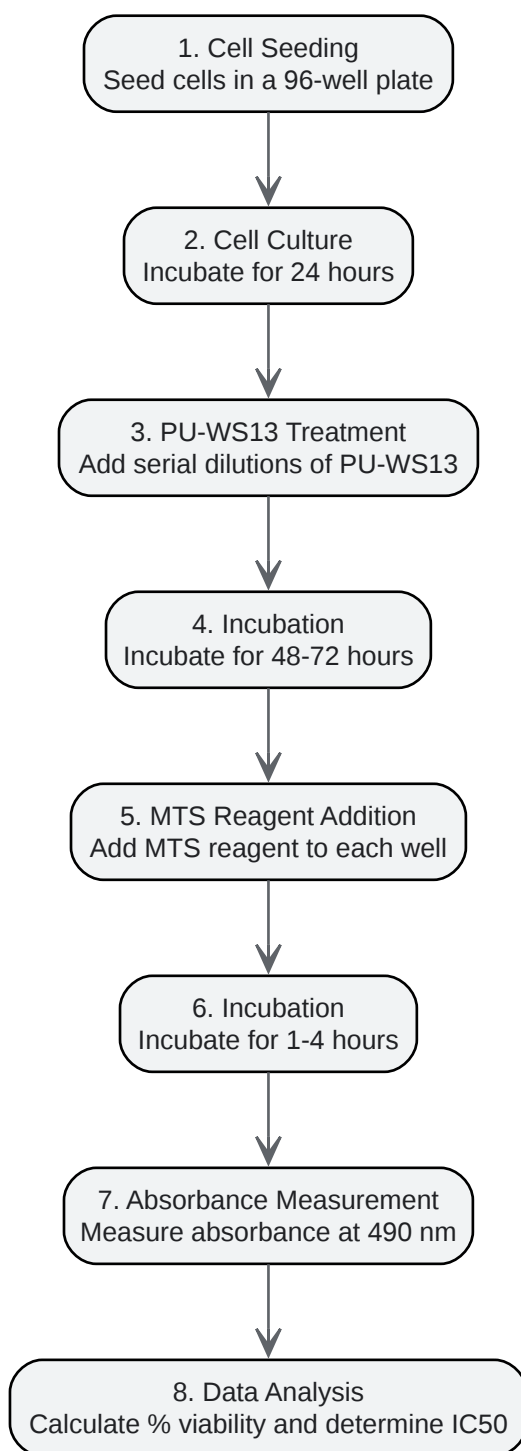 1. Cell Seeding
Seed cells in a 96-well plate
2. Cell Culture
Incubate for 24 hours
3. PU-WS13 Treatment
Add serial dilutions of PU-WS13
4. Incubation
Incubate for 48-72 hours
5. MTS Reagent Addition
Add MTS reagent to each well
6. Incubation
Incubate for 1-4 hours
7. Absorbance Measurement
Measure absorbance at 490 nm
8. Data Analysis
Calculate % viability and determine IC50